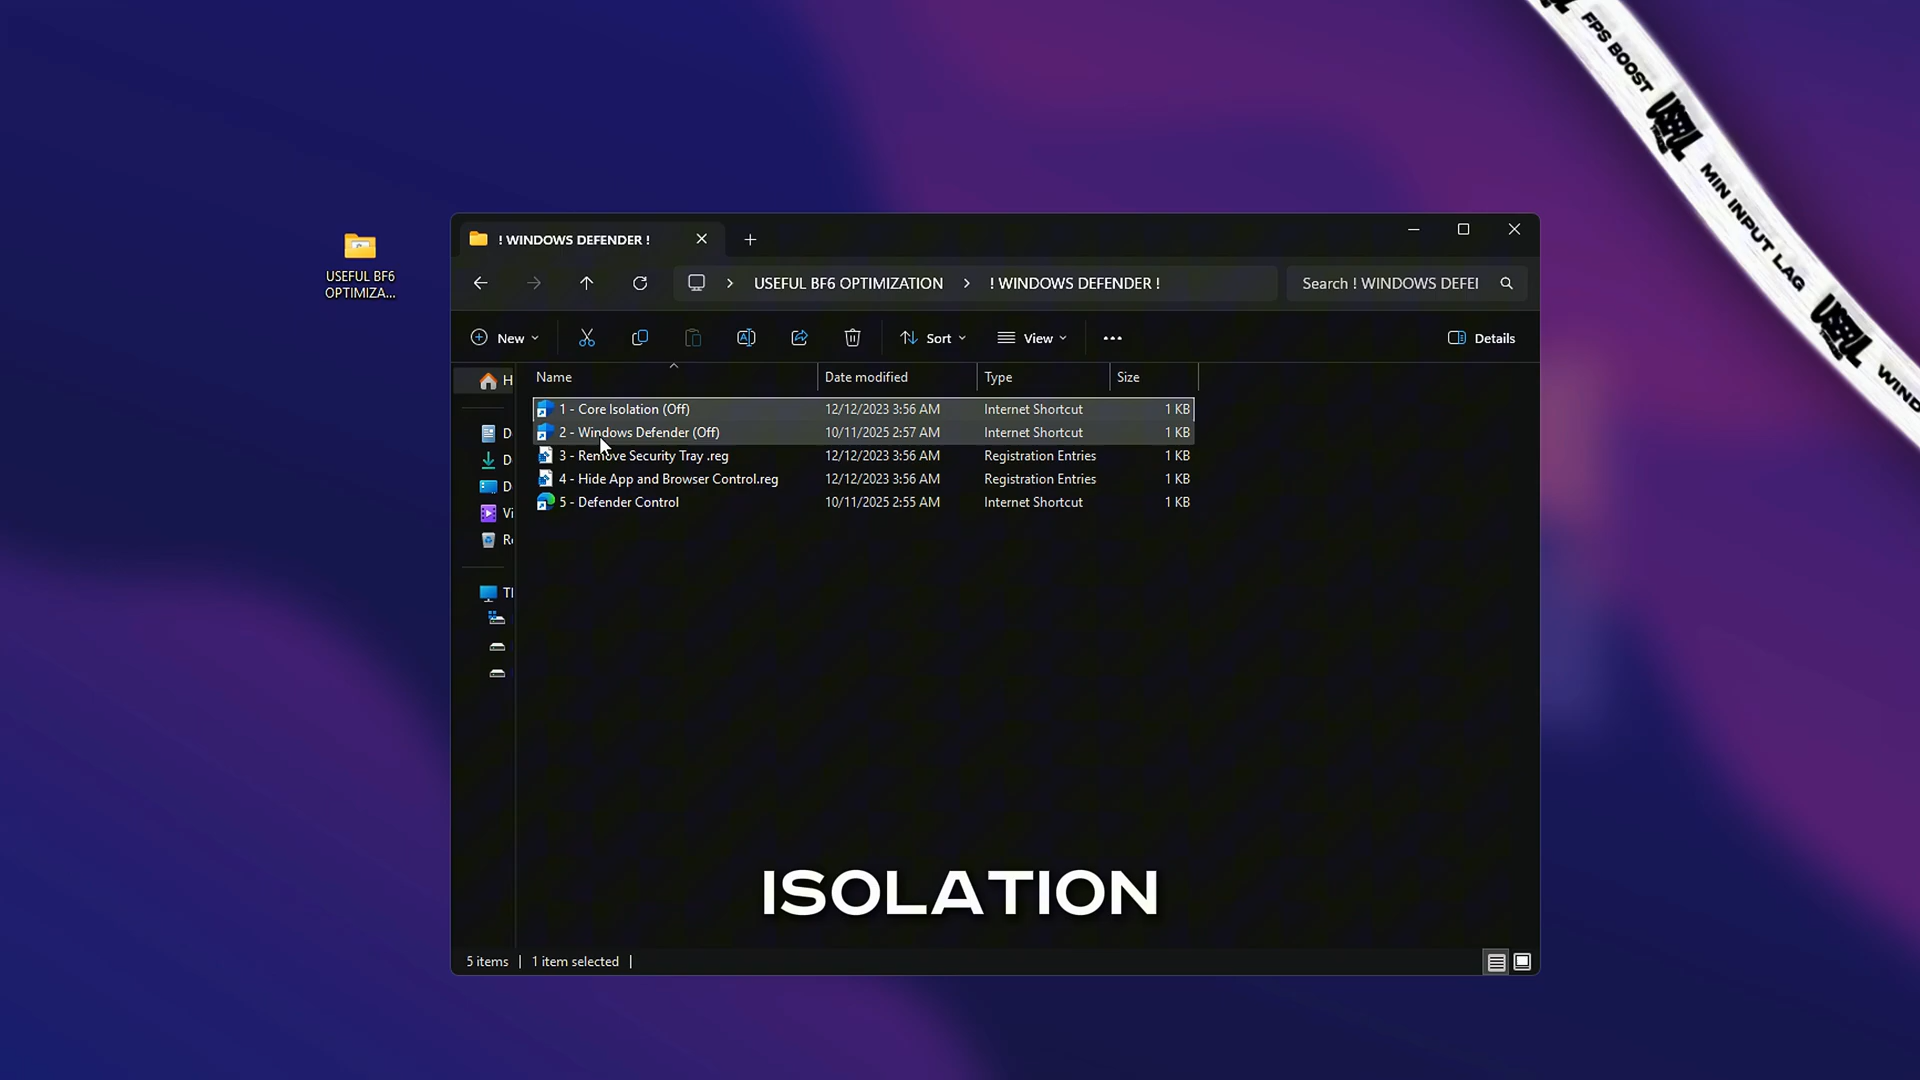 FPS BOOST
MIN INPUT LAG
USEFUL BF6
OPTIMIZA...
! WINDOWS DEFENDER !
USEFUL BF6 OPTIMIZATION > ! WINDOWS DEFENDER !
Search ! WINDOWS DEFEI
New
Sort
View
Details
Name Date modified Type Size
1 - Core Isolation (Off) 12/12/2023 3:56 AM Internet Shortcut 1 KB
2 - Windows Defender (Off) 10/11/2025 2:57 AM Internet Shortcut 1 KB
3 - Remove Security Tray .reg 12/12/2023 3:56 AM Registration Entries 1 KB
4 - Hide App and Browser Control.reg 12/12/2023 3:56 AM Registration Entries 1 KB
5 - Defender Control 10/11/2025 2:55 AM Internet Shortcut 1 KB
ISOLATION
5 items | 1 item selected |